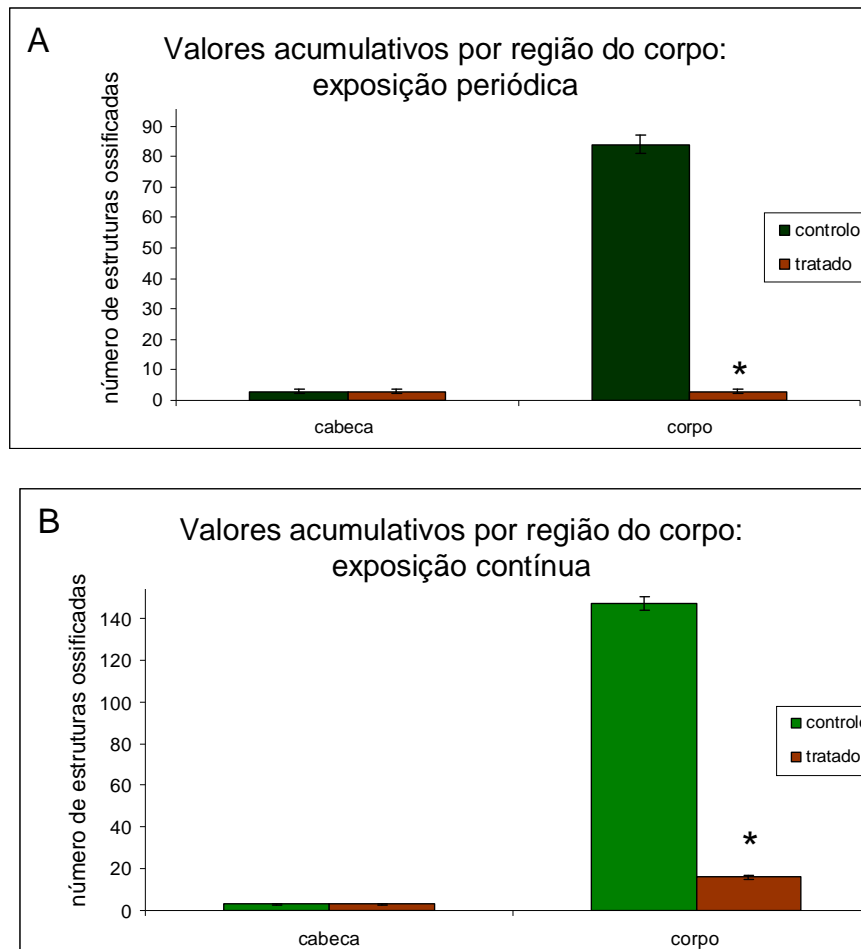 A
Valores acumulativos por região do corpo:
exposição periódica
número de estruturas ossificadas
90
80
70
60
50
40
30
20
10
0
*
controlo
tratado
cabeca
corpo
B
Valores acumulativos por região do corpo:
exposição contínua
número de estruturas ossificadas
140
120
100
80
60
40
20
0
*
controlo
tratado
cabeca
corpo